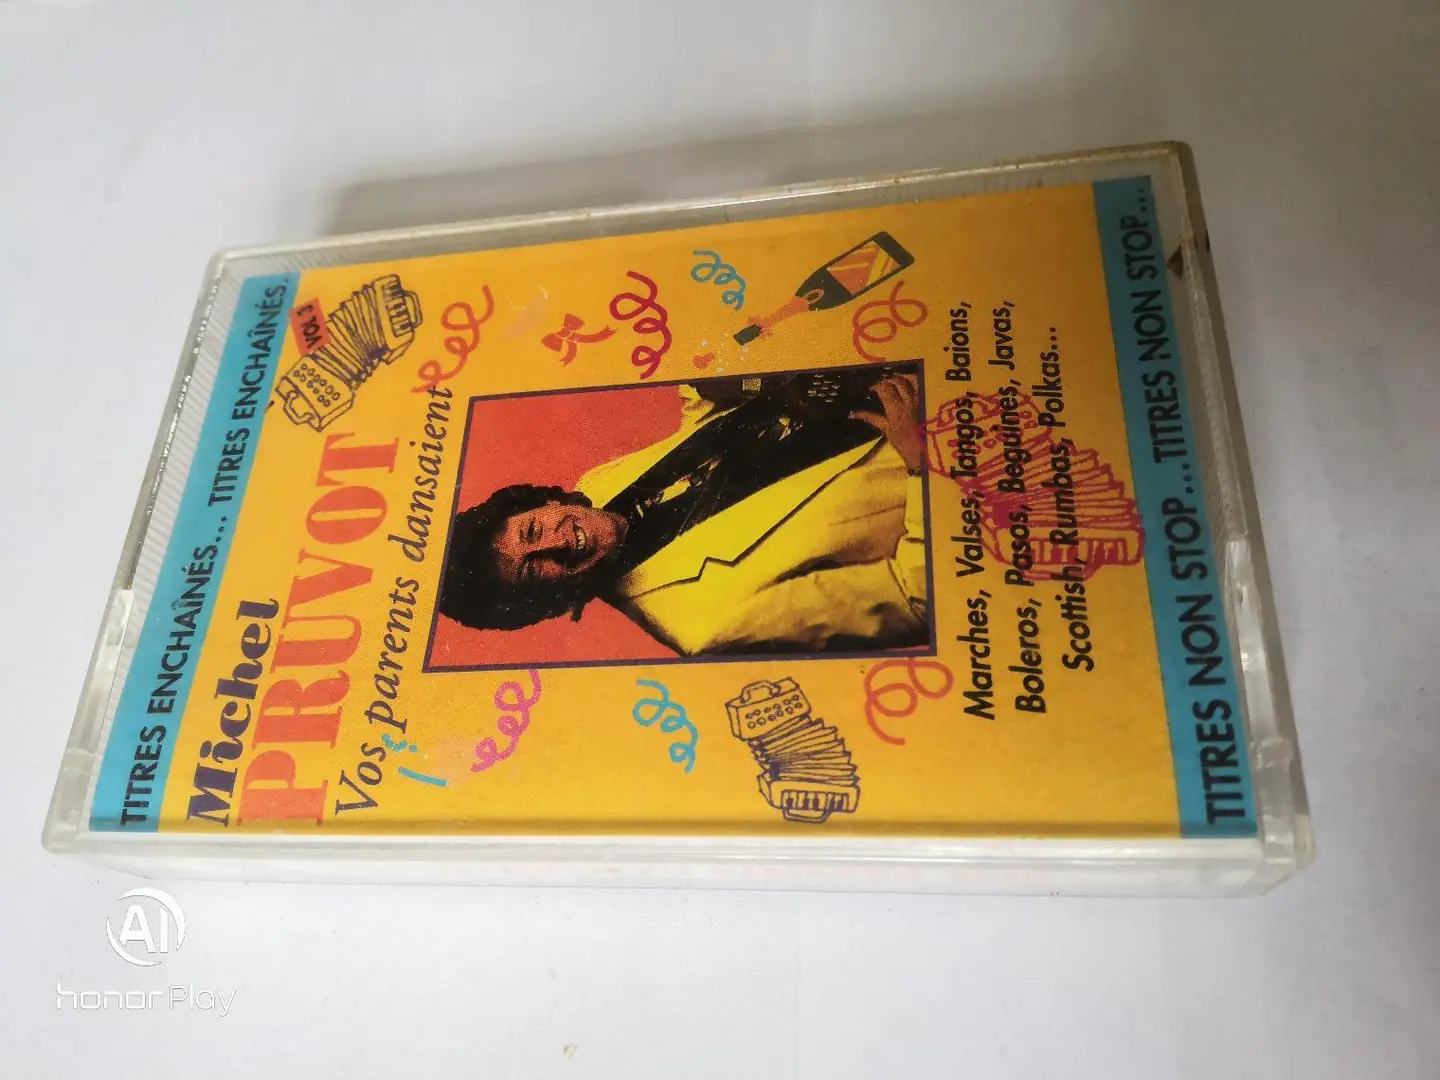 TITRES ENCHAÎNÉS... TITRES ENCHAÎNÉS.
VOL 3
Michel
PRUVOT
Vos parents dansaient
Marches, Valses, Tangos, Baions,
Boleros, Pasos, Beguines, Javas,
Scottish, Rumbas, Polkas...
TITRES NON STOP...TITRES NON STOP...
AI
honor Play